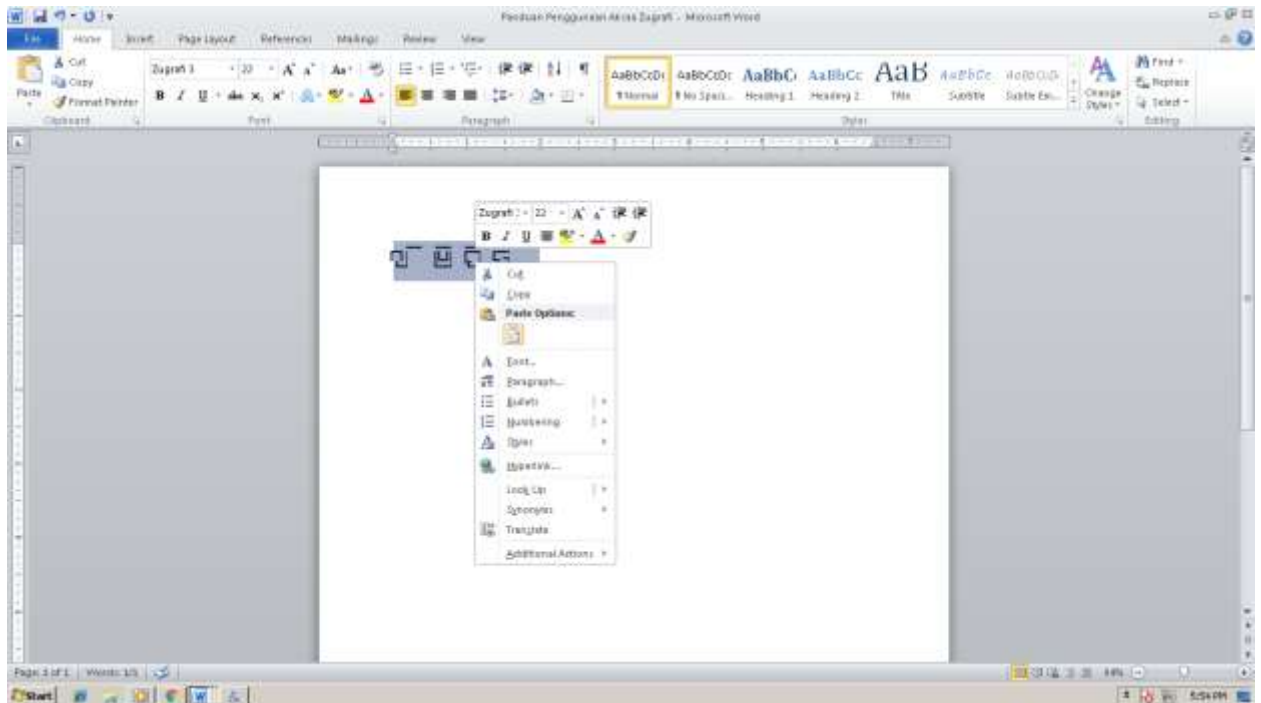 Panduan Penggunaan Aksara Zugrafi - Microsoft Word
File Home Insert Page Layout References Mailings Review View
Cut
Copy
Format Painter
Paste
Clipboard
Zugrafi 1 22
Font
Paragraph
AaBbCcDc AaBbCcDc AaBbC AaBbCc AaB AaBbCc AaBbCcDc
¶ Normal ¶ No Spaci... Heading 1 Heading 2 Title Subtitle Subtle Em...
Change Styles
Styles
Find
Replace
Select
Editing
22
Cut
Copy
Paste Options:
Font...
Paragraph...
Bullets
Numbering
Styles
Hyperlink...
Look Up
Synonyms
Translate
Additional Actions
Page: 1 of 1 Words: 1/1
Start
5:54 PM